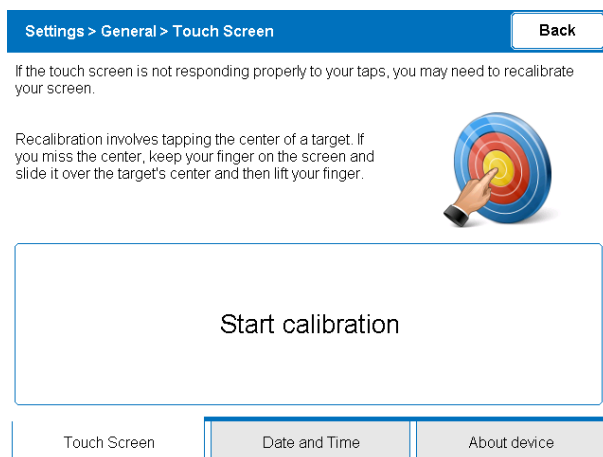 Settings > General > Touch Screen
Back
If the touch screen is not responding properly to your taps, you may need to recalibrate
your screen.
Recalibration involves tapping the center of a target. If
you miss the center, keep your finger on the screen and
slide it over the target's center and then lift your finger.
Start calibration
Touch Screen
Date and Time
About device